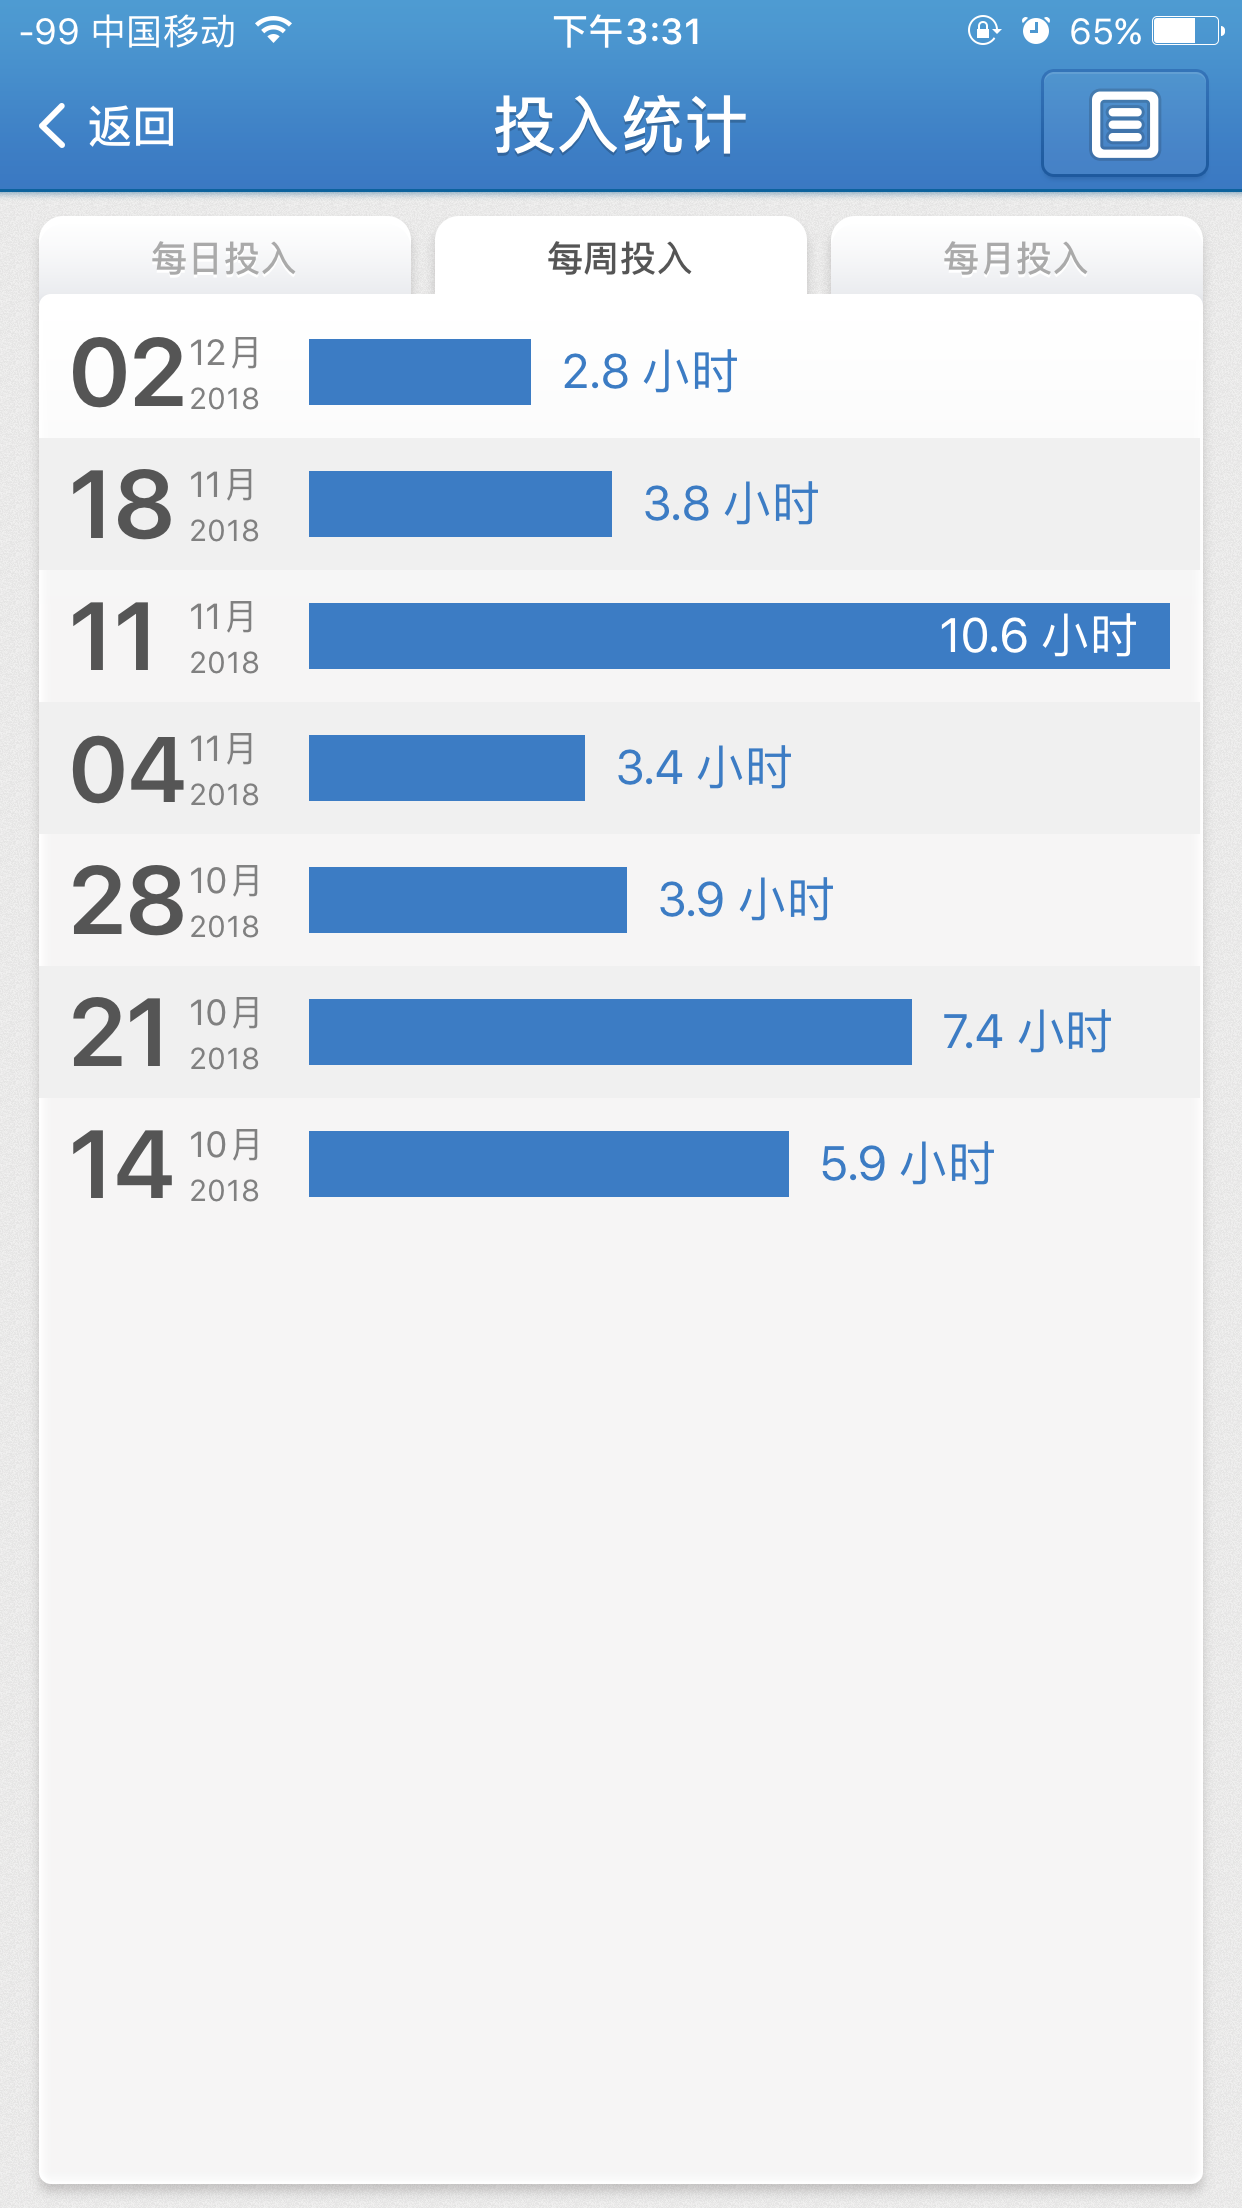 -99 中国移动 下午3:31 65%
返回 投入统计
每日投入 每周投入 每月投入
02 12月 2018 2.8 小时
18 11月 2018 3.8 小时
11 11月 2018 10.6 小时
04 11月 2018 3.4 小时
28 10月 2018 3.9 小时
21 10月 2018 7.4 小时
14 10月 2018 5.9 小时